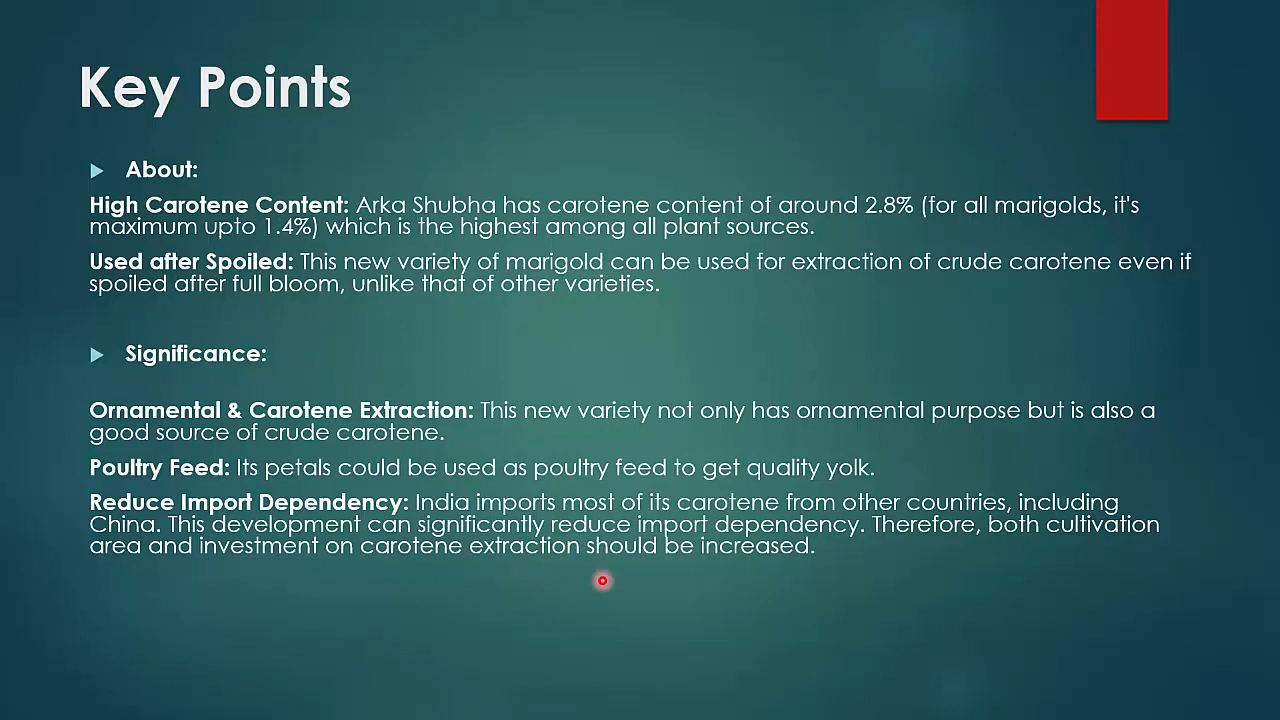 Key Points
About:
High Carotene Content: Arka Shubha has carotene content of around 2.8% (for all marigolds, it's
maximum upto 1.4%) which is the highest among all plant sources.
Used after Spoiled: This new variety of marigold can be used for extraction of crude carotene even if
spoiled after full bloom, unlike that of other varieties.
Significance:
Ornamental & Carotene Extraction: This new variety not only has ornamental purpose but is also a
good source of crude carotene.
Poultry Feed: Its petals could be used as poultry feed to get quality yolk.
Reduce Import Dependency: India imports most of its carotene from other countries, including
China. This development can significantly reduce import dependency. Therefore, both cultivation
area and investment on carotene extraction should be increased.